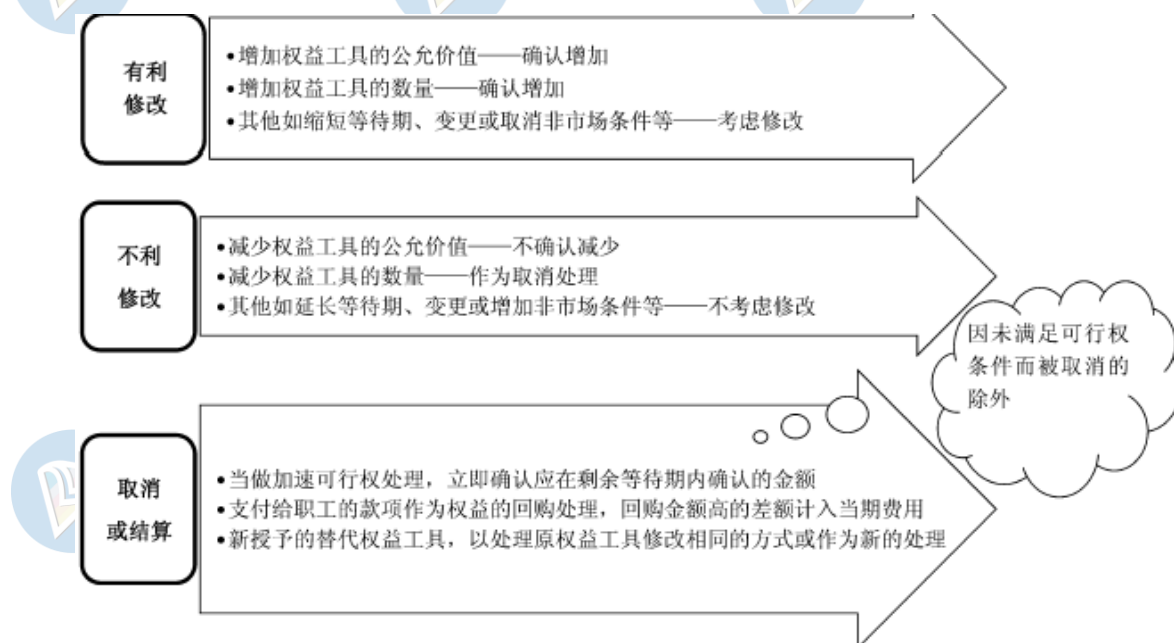 有利
修改
•增加权益工具的公允价值——确认增加
•增加权益工具的数量——确认增加
•其他如缩短等待期、变更或取消非市场条件等——考虑修改
不利
修改
•减少权益工具的公允价值——不确认减少
•减少权益工具的数量——作为取消处理
•其他如延长等待期、变更或增加非市场条件等——不考虑修改
因未满足可行权
条件而被取消的
除外
取消
或结算
•当做加速可行权处理，立即确认应在剩余等待期内确认的金额
•支付给职工的款项作为权益的回购处理，回购金额高的差额计入当期费用
•新授予的替代权益工具，以处理原权益工具修改相同的方式或作为新的处理